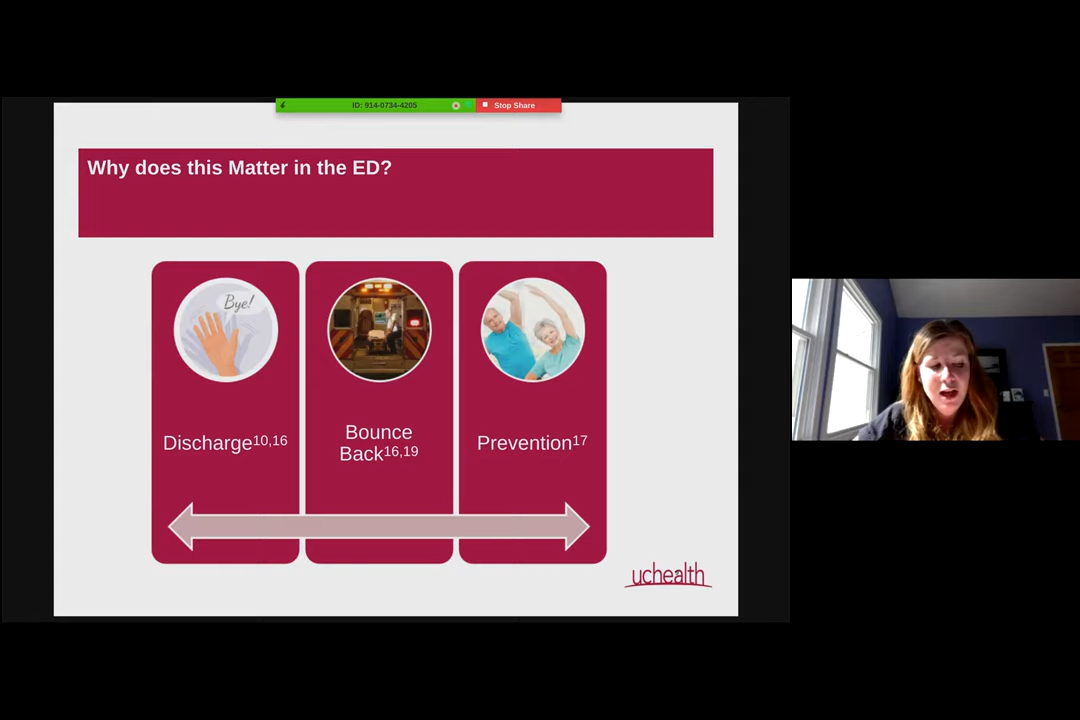 ID: 914-0734-4205
Stop Share
Why does this Matter in the ED?
Bye!
Discharge10,16
Bounce
Back16,19
Prevention17
uchealth